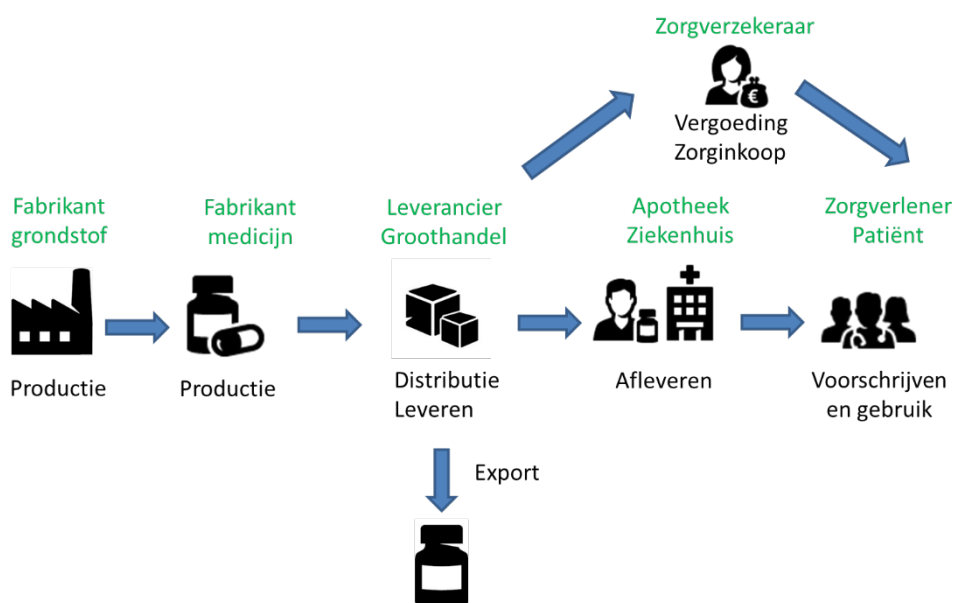 Zorgverzekeraar
€
Vergoeding
Zorginkoop
Fabrikant
grondstof
Productie
Fabrikant
medicijn
Productie
Leverancier
Groothandel
Distributie
Leveren
Apotheek
Ziekenhuis
Afleveren
Zorgverlener
Patiënt
Voorschrijven
en gebruik
Export